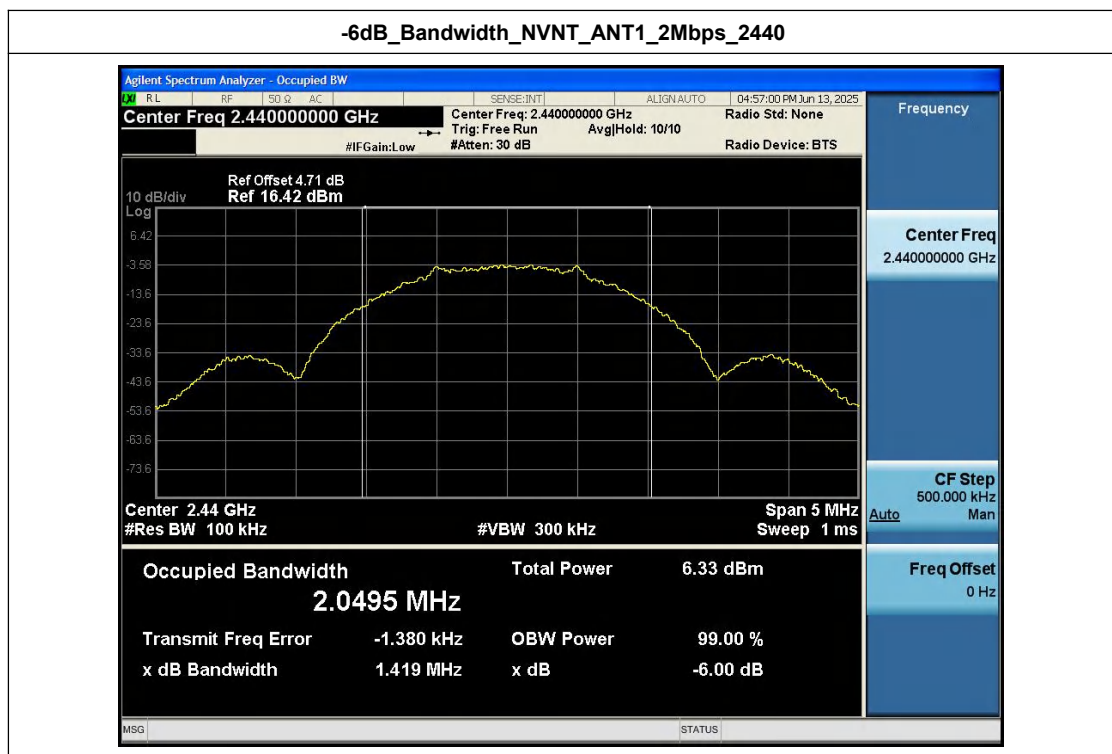 -6dB_Bandwidth_NVNT_ANT1_2Mbps_2440
Agilent Spectrum Analyzer - Occupied BW
LXI RL RF 50 Ω AC SENSE:INT ALIGN AUTO 04:57:00 PM Jun 13, 2025
Center Freq 2.440000000 GHz
Center Freq: 2.440000000 GHz Radio Std: None
Trig: Free Run Avg|Hold: 10/10
#IFGain:Low #Atten: 30 dB Radio Device: BTS
Ref Offset 4.71 dB
10 dB/div Ref 16.42 dBm
Log
6.42
-3.58
-13.6
-23.6
-33.6
-43.6
-53.6
-63.6
-73.6
Center 2.44 GHz Span 5 MHz
#Res BW 100 kHz #VBW 300 kHz Sweep 1 ms
Occupied Bandwidth Total Power 6.33 dBm
2.0495 MHz
Transmit Freq Error -1.380 kHz OBW Power 99.00 %
x dB Bandwidth 1.419 MHz x dB -6.00 dB
MSG STATUS
Frequency
Center Freq
2.440000000 GHz
CF Step
500.000 kHz
Auto Man
Freq Offset
0 Hz